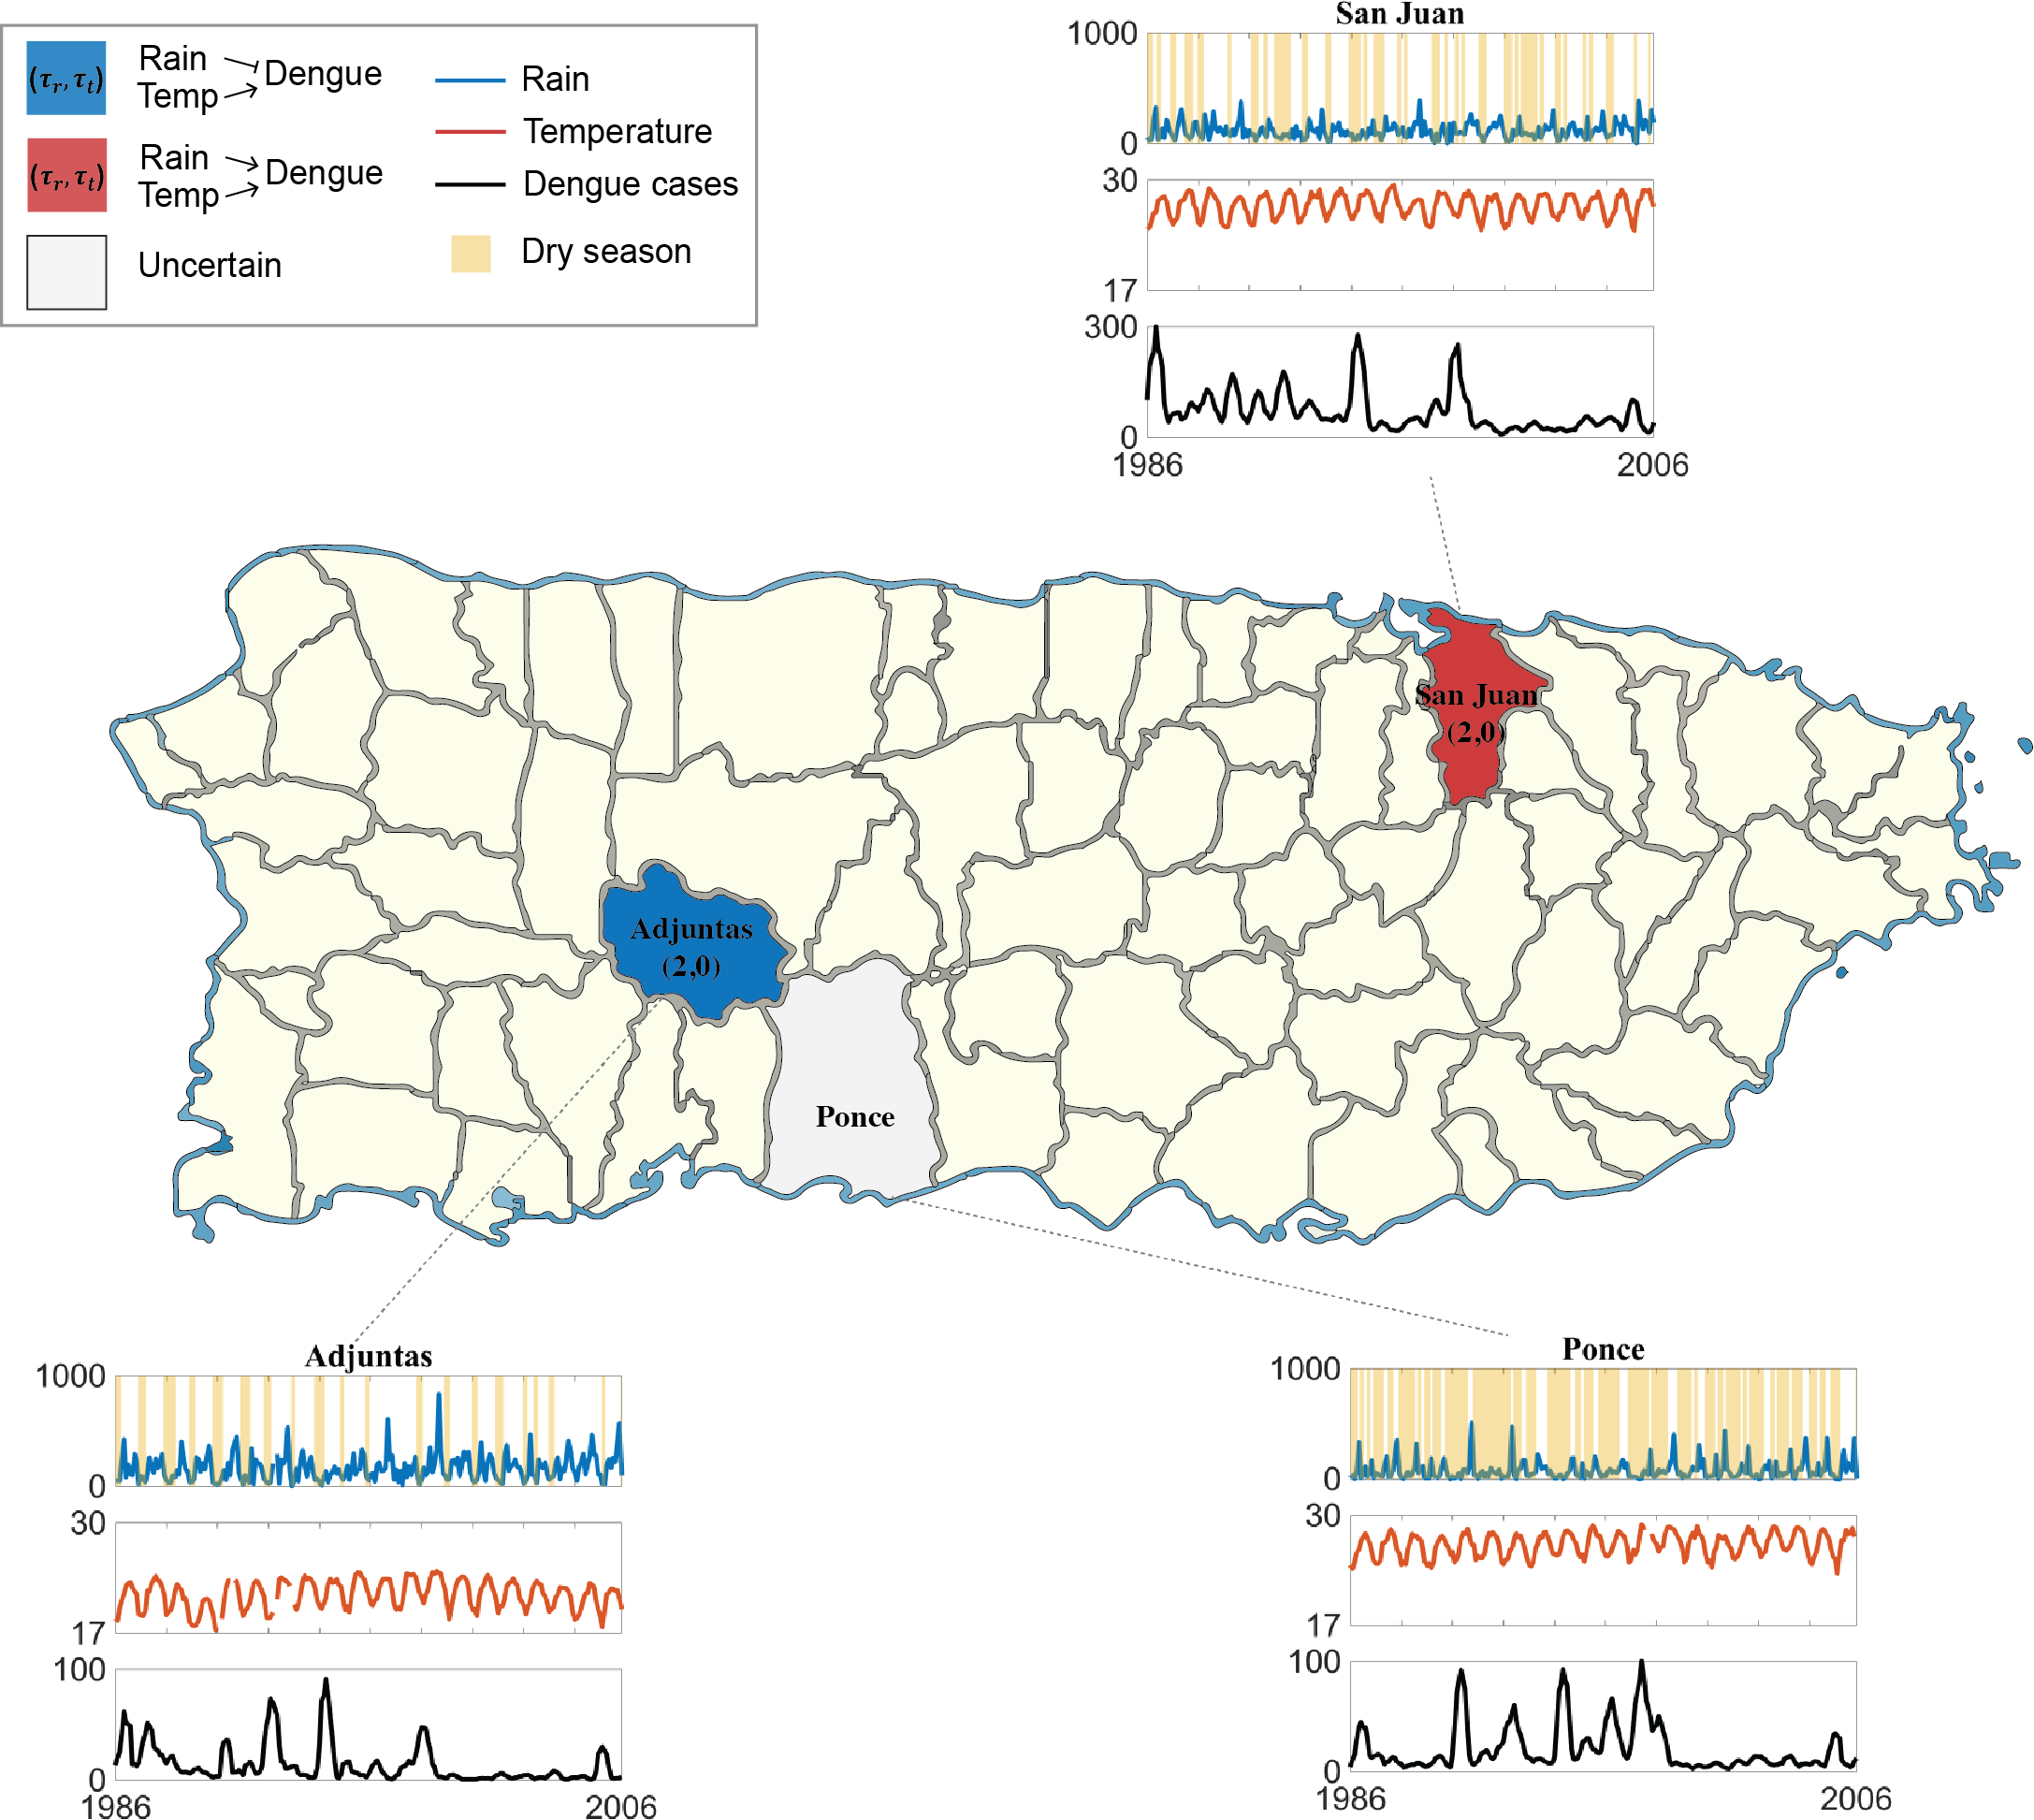 San Juan
(τr, τt)
Rain
Temp
Dengue
Rain
(τr, τt)
Rain
Temp
Dengue
Temperature
Dengue cases
Uncertain
Dry season
1000
0
30
17
300
0
1986
2006
San Juan
(2,0)
Adjuntas
(2,0)
Ponce
Adjuntas
1000
0
30
17
100
0
1986
2006
Ponce
1000
0
30
17
100
0
1986
2006